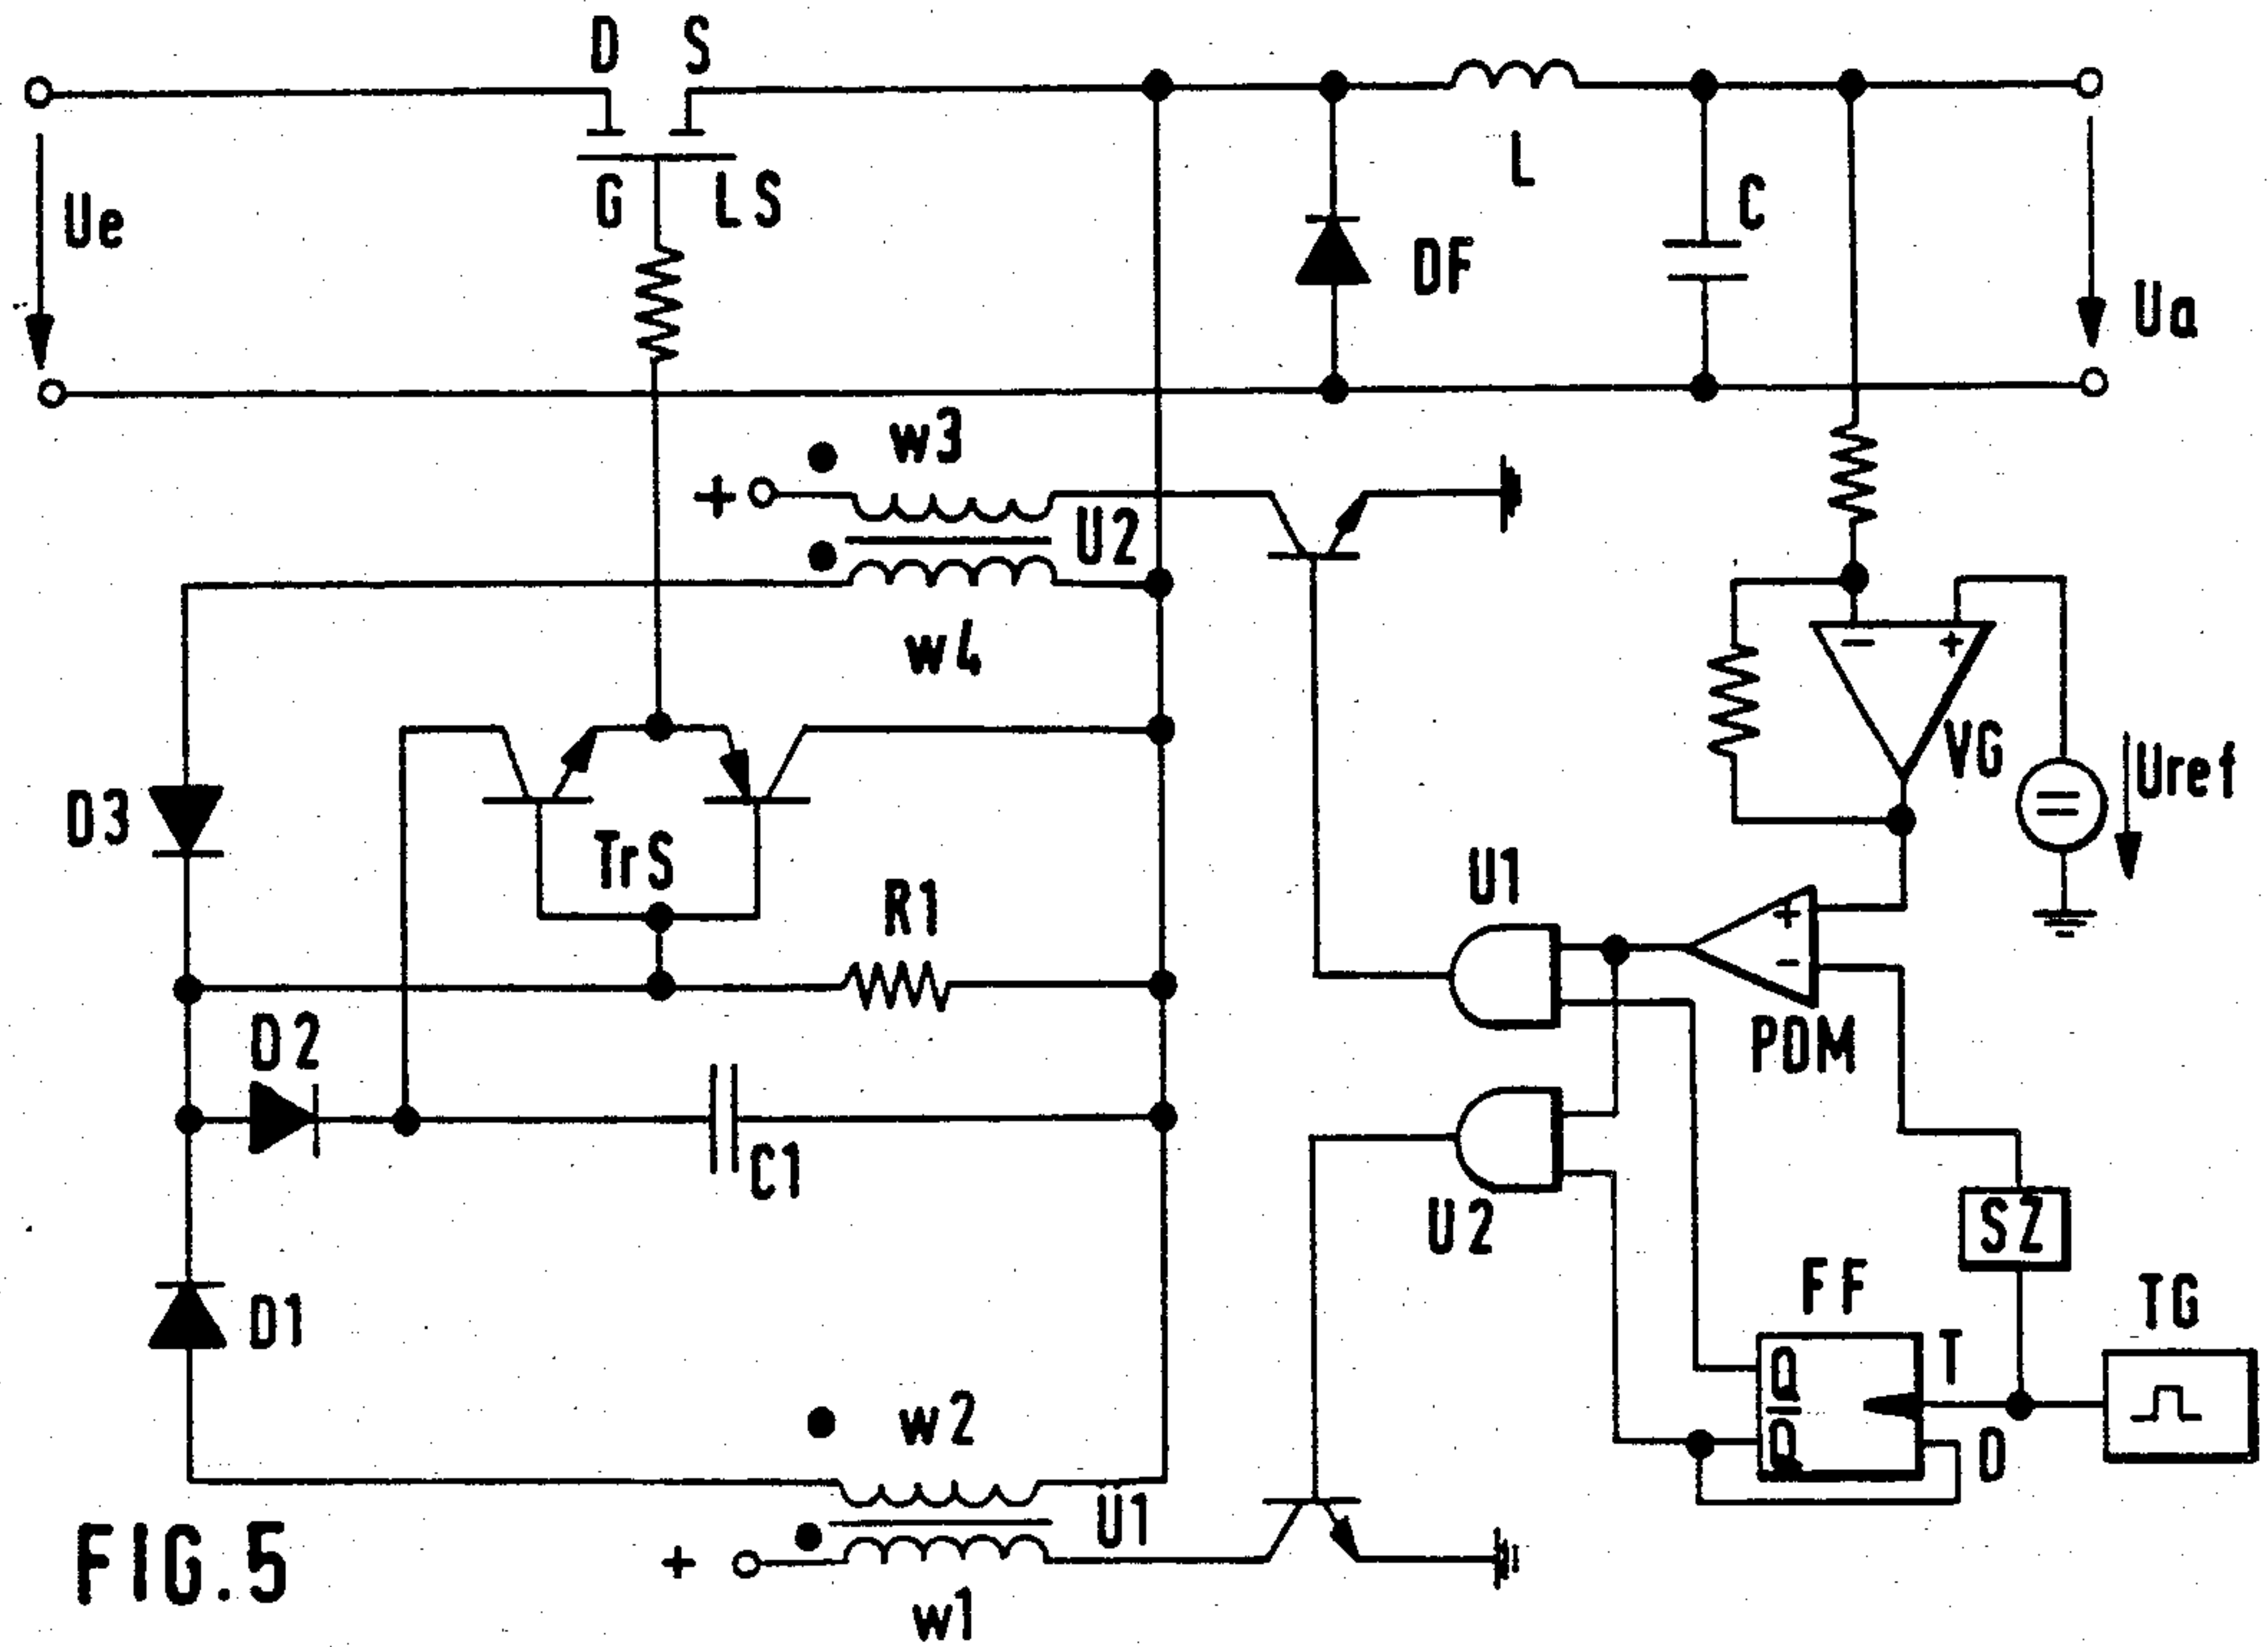 D S
Ue
G LS
L
C
DF
Ua
w3
+
U2
w4
- +
VG
Uref
=
D3
TrS
R1
U1
+
-
PDM
D2
C1
U2
SZ
FF
TG
D1
T
Q
Q̅
D
w2
U1
+
w1
FIG.5